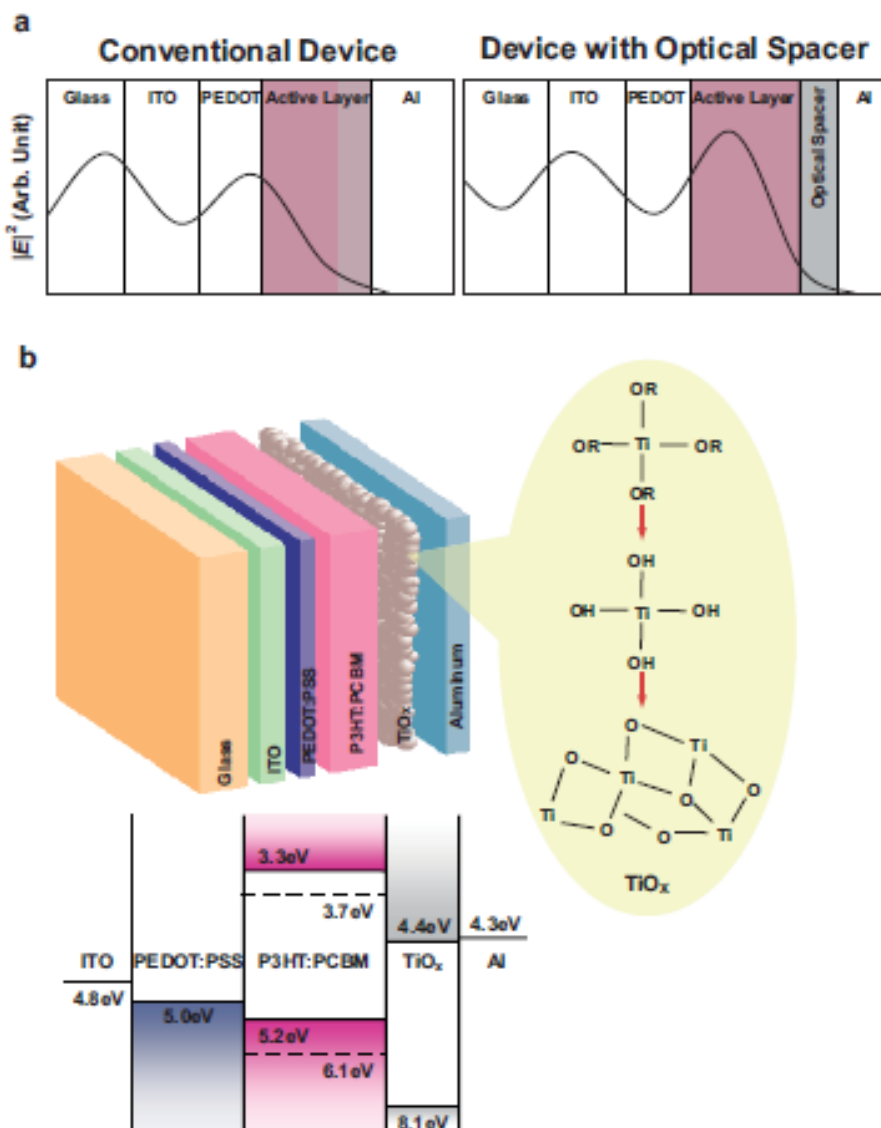 a
Conventional Device
Device with Optical Spacer
|E|² (Arb. Unit)
Glass
ITO
PEDOT
Active Layer
Al
Glass
ITO
PEDOT
Active Layer
Optical Spacer
Al
b
Glass
ITO
PEDOT:PSS
P3HT:PCBM
TiOx
Aluminum
OR
OR Ti OR
OR
OH
OH Ti OH
OH
O Ti
O Ti O
Ti O O O Ti
TiOx
3.3eV
3.7eV
4.4eV
4.3eV
ITO
PEDOT:PSS
P3HT:PCBM
TiOx
Al
4.8eV
5.0eV
5.2eV
6.1eV
8.1eV